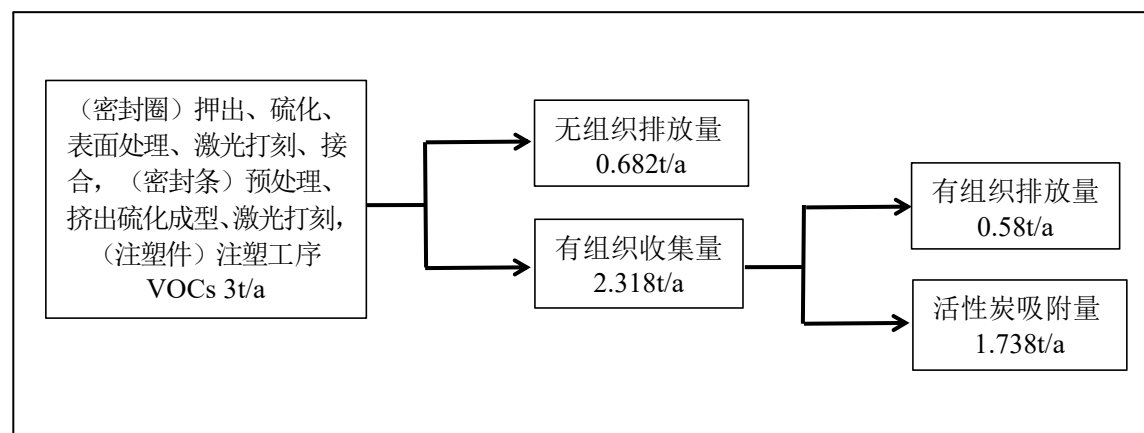 （密封圈）押出、硫化、
表面处理、激光打刻、接
合，（密封条）预处理、
挤出硫化成型、激光打刻，
（注塑件）注塑工序
VOCs 3t/a
无组织排放量
0.682t/a
有组织收集量
2.318t/a
有组织排放量
0.58t/a
活性炭吸附量
1.738t/a